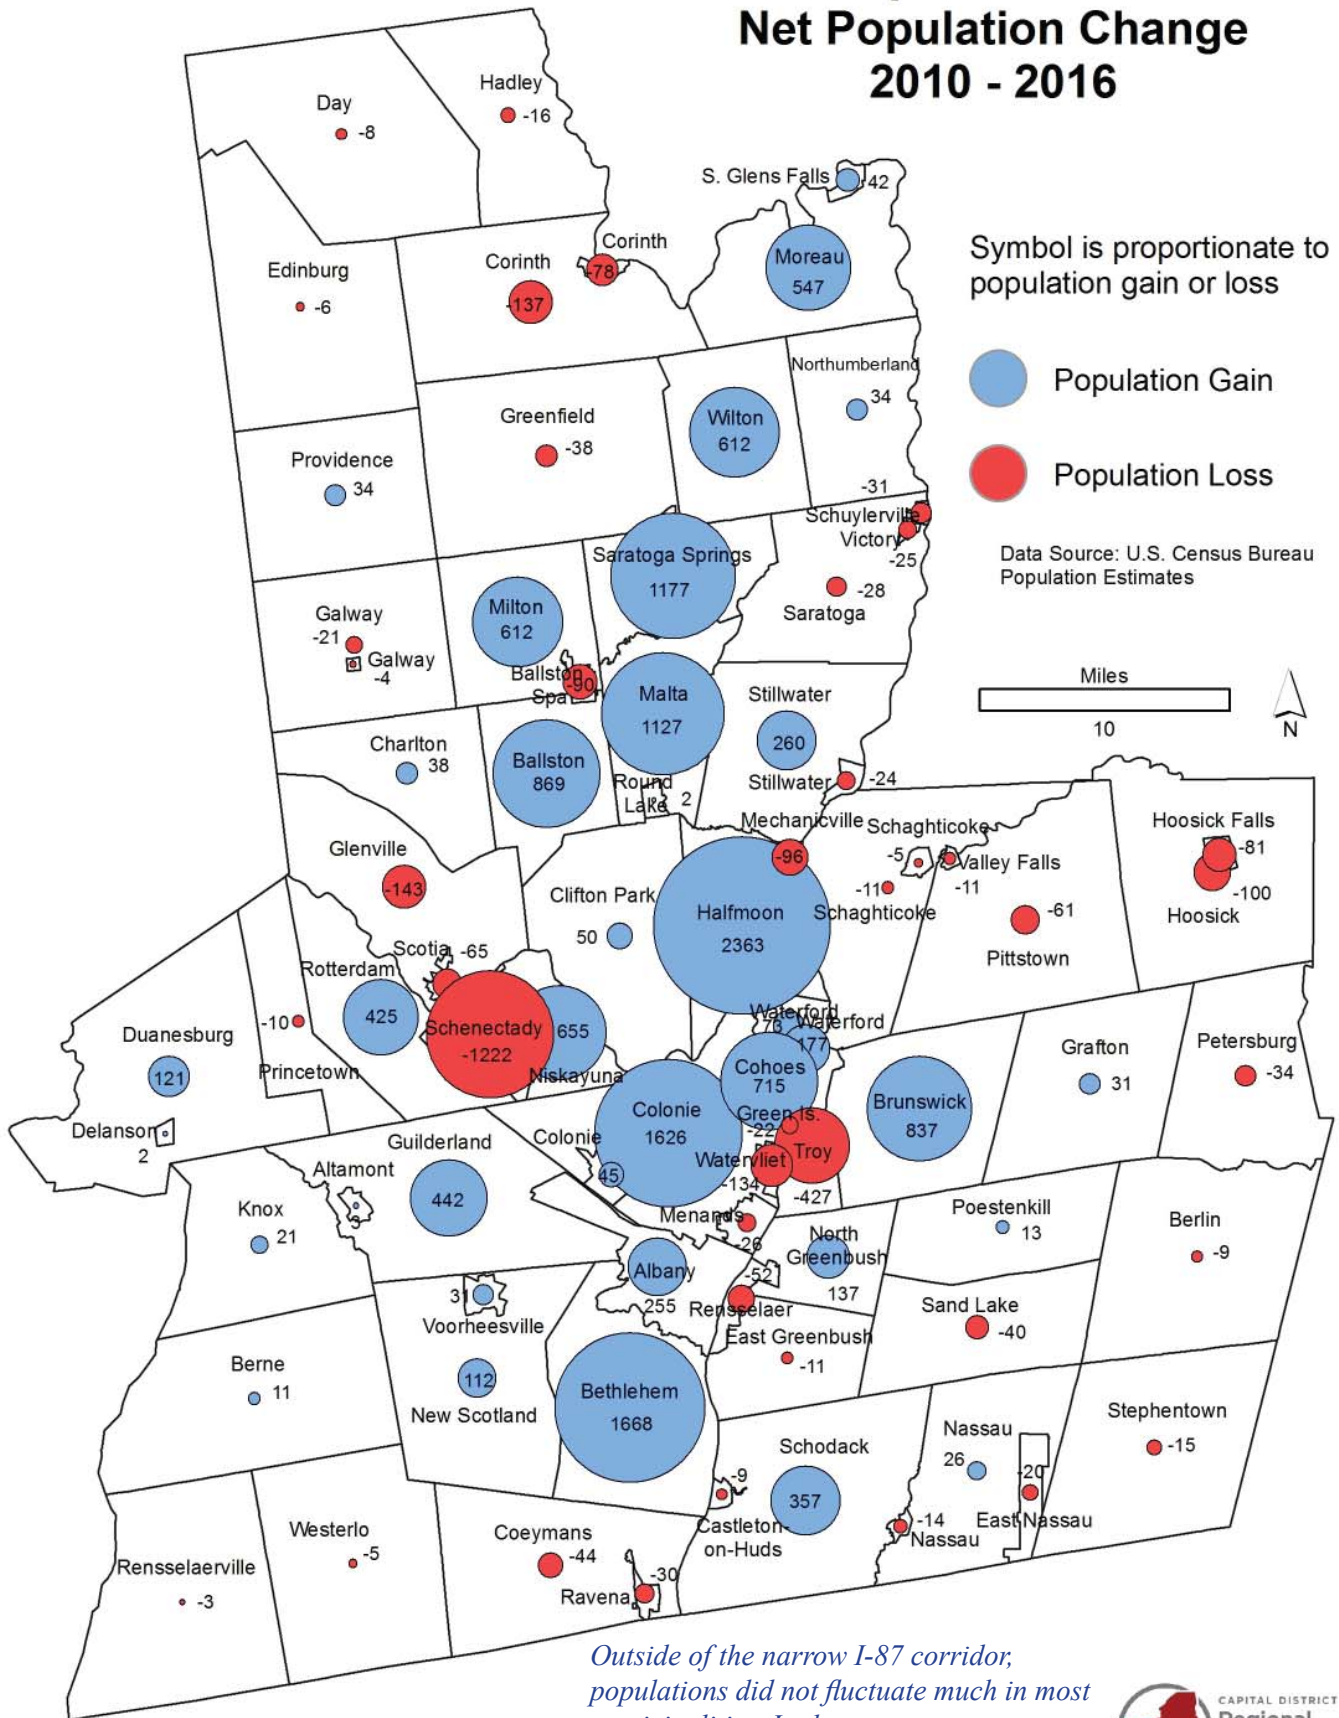 Net Population Change
2010 - 2016
Day
-8
Hadley
-16
S. Glens Falls
42
Moreau
547
Corinth
-78
Corinth
-137
Edinburg
-6
Symbol is proportionate to
population gain or loss
Population Gain
Population Loss
Data Source: U.S. Census Bureau
Population Estimates
Miles
10
N
Northumberland
34
Wilton
612
Greenfield
-38
Providence
34
-31
Schuylerville
Victory
-25
-28
Saratoga
Saratoga Springs
1177
Milton
612
Galway
-21
Galway
-4
Ballston
Spa
-90
Malta
1127
Stillwater
260
Stillwater
-24
Charlton
38
Ballston
869
Round
Lake
2
Mechanicville
-96
Schaghticoke
-5
Valley Falls
-11
-11
Schaghticoke
Hoosick Falls
-81
-100
Hoosick
-61
Pittstown
Glenville
-143
Clifton Park
50
Halfmoon
2363
Scotia
-65
Rotterdam
425
Schenectady
-1222
655
Niskayuna
-10
Princetown
Duanesburg
121
Delanson
2
Waterford
73
Waterford
177
Cohoes
715
Green Is.
-22
Troy
-427
Watervliet
-134
Brunswick
837
Grafton
31
Petersburg
-34
Colonie
1626
Colonie
45
Guilderland
442
Altamont
3
Knox
21
Menands
-26
North
Greenbush
137
Poestenkill
13
Berlin
-9
Albany
255
-52
Rensselaer
Sand Lake
-40
East Greenbush
-11
31
Voorheesville
112
New Scotland
Berne
11
Bethlehem
1668
Schodack
357
Nassau
26
-20
East Nassau
-14
Nassau
Stephentown
-15
-9
Castleton-
on-Huds
Westerlo
-5
Coeymans
-44
Rensselaerville
-3
Ravena
-30
Outside of the narrow I-87 corridor,
populations did not fluctuate much in most
CAPITAL DISTRICT